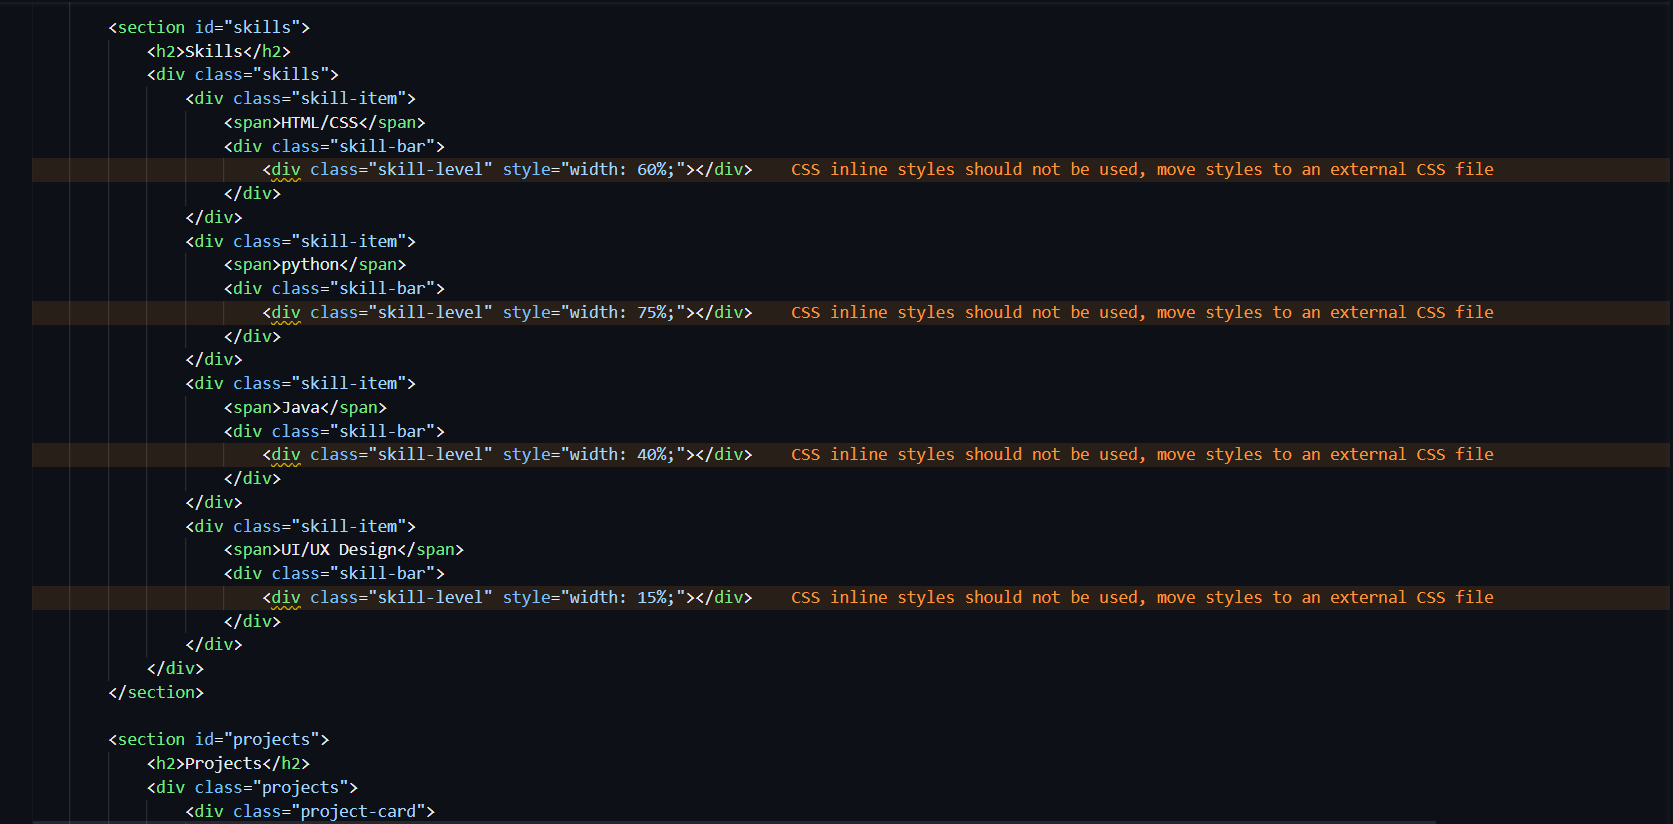 <section id="skills">
<h2>Skills</h2>
<div class="skills">
<div class="skill-item">
<span>HTML/CSS</span>
<div class="skill-bar">
<div class="skill-level" style="width: 60%;"></div>    CSS inline styles should not be used, move styles to an external CSS file
</div>
</div>
<div class="skill-item">
<span>python</span>
<div class="skill-bar">
<div class="skill-level" style="width: 75%;"></div>    CSS inline styles should not be used, move styles to an external CSS file
</div>
</div>
<div class="skill-item">
<span>Java</span>
<div class="skill-bar">
<div class="skill-level" style="width: 40%;"></div>    CSS inline styles should not be used, move styles to an external CSS file
</div>
</div>
<div class="skill-item">
<span>UI/UX Design</span>
<div class="skill-bar">
<div class="skill-level" style="width: 15%;"></div>    CSS inline styles should not be used, move styles to an external CSS file
</div>
</div>
</div>
</section>
<section id="projects">
<h2>Projects</h2>
<div class="projects">
<div class="project-card">